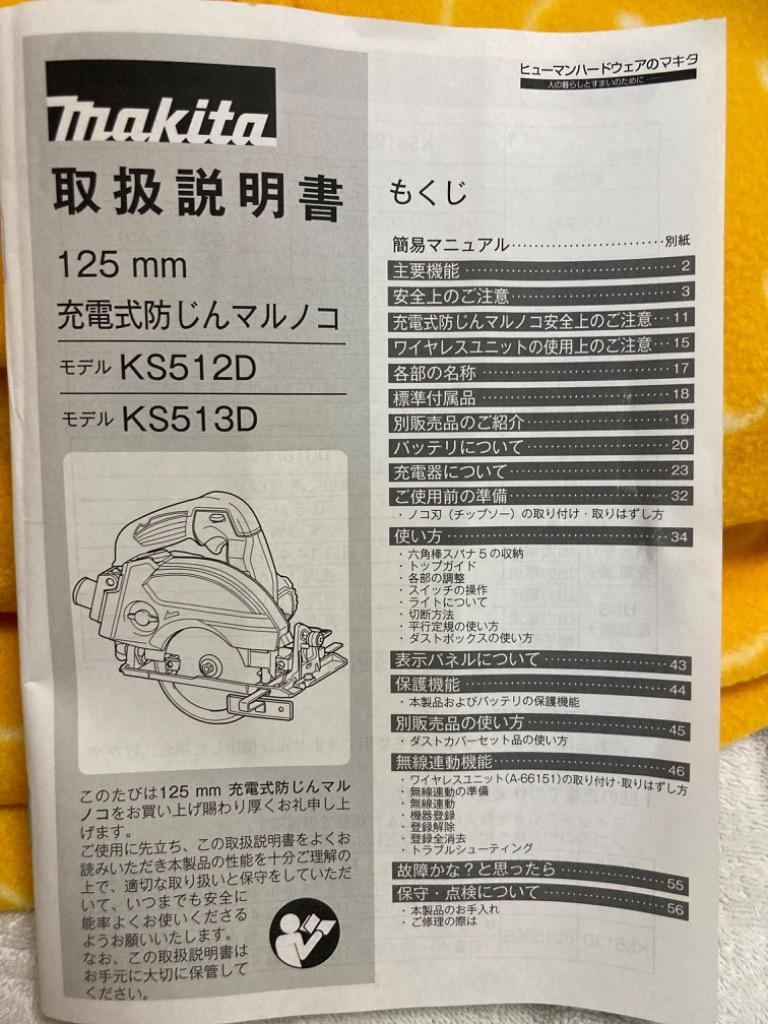 makita
取扱説明書
125 mm
充電式防じんマルノコ
モデル KS512D
モデル KS513D
このたびは125 mm 充電式防じんマル
ノコをお買い上げ賜わり厚くお礼申し上
げます。
ご使用に先立ち、この取扱説明書をよくお
読みいただき本製品の性能を十分ご理解の
上で、適切な取り扱いと保守をしていただ
いて、いつまでも安全に
能率よくお使いくださる
ようお願いいたします。
なお、この取扱説明書は
お手元に大切に保管して
ください。
ヒューマンハードウェアのマキタ
人の暮らしとすまいのために……
もくじ
簡易マニュアル……………………別紙
主要機能……………………………2
安全上のご注意……………………3
充電式防じんマルノコ安全上のご注意…11
ワイヤレスユニットの使用上のご注意…15
各部の名称…………………………17
標準付属品…………………………18
別販売品のご紹介…………………19
バッテリについて…………………20
充電器について……………………23
ご使用前の準備……………………32
・ノコ刃（チップソー）の取り付け・取りはずし方
使い方………………………………34
・六角棒スパナ5の収納
・トップガイド
・各部の調整
・スイッチの操作
・ライトについて
・切断方法
・平行定規の使い方
・ダストボックスの使い方
表示パネルについて………………43
保護機能……………………………44
・本製品およびバッテリの保護機能
別販売品の使い方…………………45
・ダストカバーセット品の使い方
無線連動機能………………………46
・ワイヤレスユニット(A-66151)の取り付け・取りはずし方
・無線連動の準備
・無線連動
・機器登録
・登録解除
・登録全消去
・トラブルシューティング
故障かな？と思ったら……………55
保守・点検について………………56
・本製品のお手入れ
・ご修理の際は